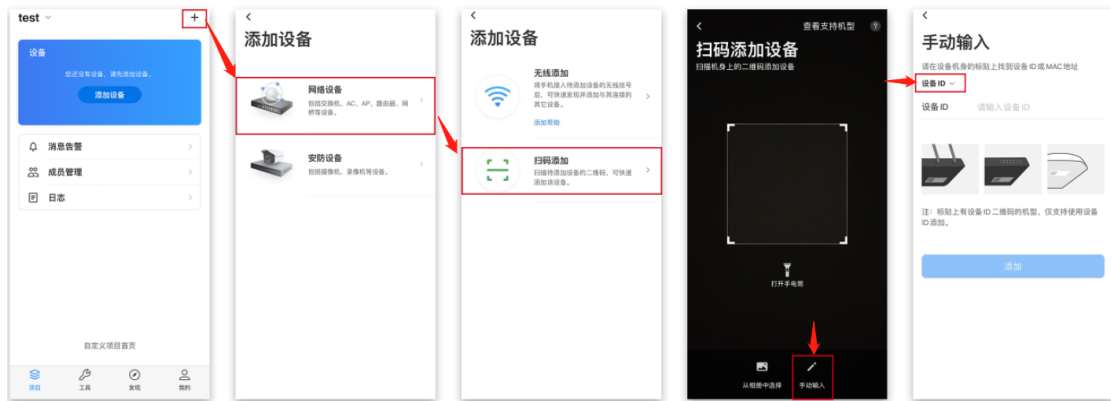 test
设备
您还没有设备，请先添加设备。
添加设备
消息告警
成员管理
日志
自定义项目首页
项目
工具
发现
我的
添加设备
网络设备
包括交换机、AC、AP、路由器、网
桥等设备。
安防设备
包括摄像机、录像机等设备。
添加设备
无线添加
将手机接入待添加设备的无线信号
后，可快速发现并添加与其连接的
其它设备。
添加帮助
扫码添加
扫描待添加设备的二维码，可快速
添加该设备。
查看支持机型
?
扫码添加设备
扫描机身上的二维码添加设备
打开手电筒
从相册中选择
手动输入
手动输入
请在设备机身的标贴上找到设备ID或MAC地址
设备ID
设备ID 请输入设备ID
注：标贴上有设备ID二维码的机型，仅支持使用设备
ID添加。
添加